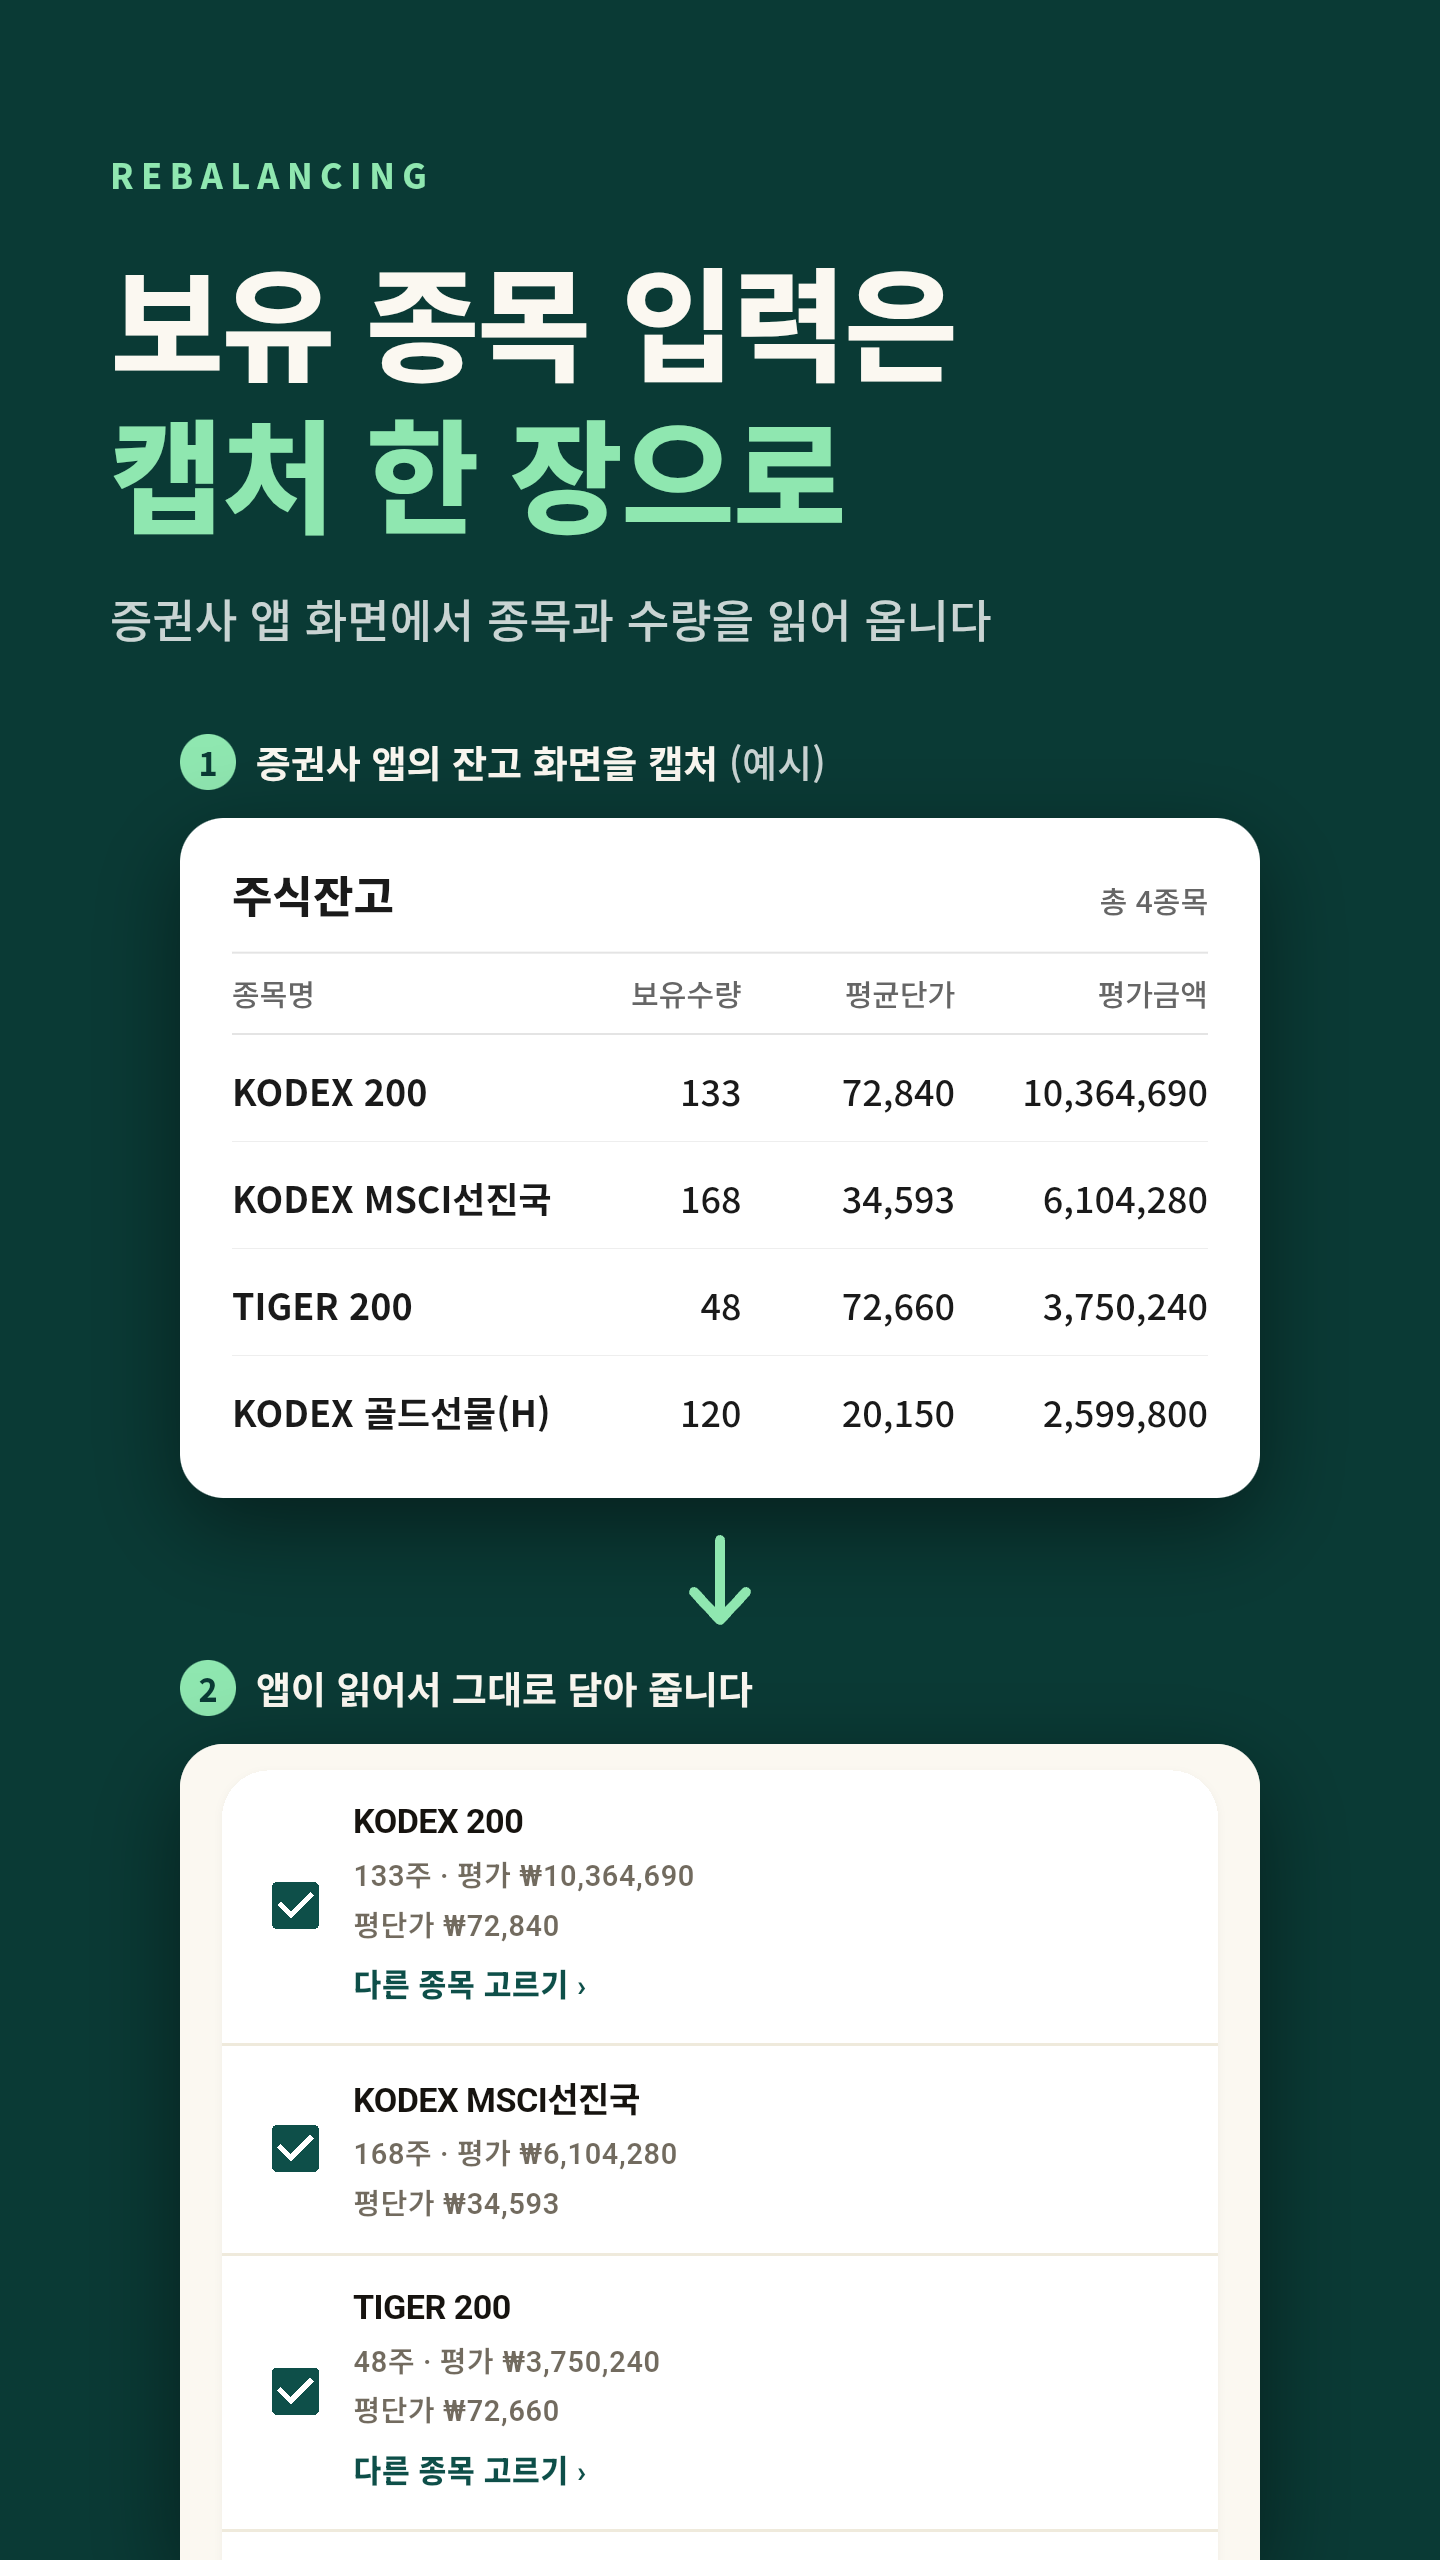 REBALANCING
보유 종목 입력은
캡처 한 장으로
증권사 앱 화면에서 종목과 수량을 읽어 옵니다
1 증권사 앱의 잔고 화면을 캡처 (예시)
주식잔고 총 4종목
종목명 보유수량 평균단가 평가금액
KODEX 200 133 72,840 10,364,690
KODEX MSCI선진국 168 34,593 6,104,280
TIGER 200 48 72,660 3,750,240
KODEX 골드선물(H) 120 20,150 2,599,800
2 앱이 읽어서 그대로 담아 줍니다
KODEX 200
133주 · 평가 ₩10,364,690
평단가 ₩72,840
다른 종목 고르기 ›
KODEX MSCI선진국
168주 · 평가 ₩6,104,280
평단가 ₩34,593
TIGER 200
48주 · 평가 ₩3,750,240
평단가 ₩72,660
다른 종목 고르기 ›